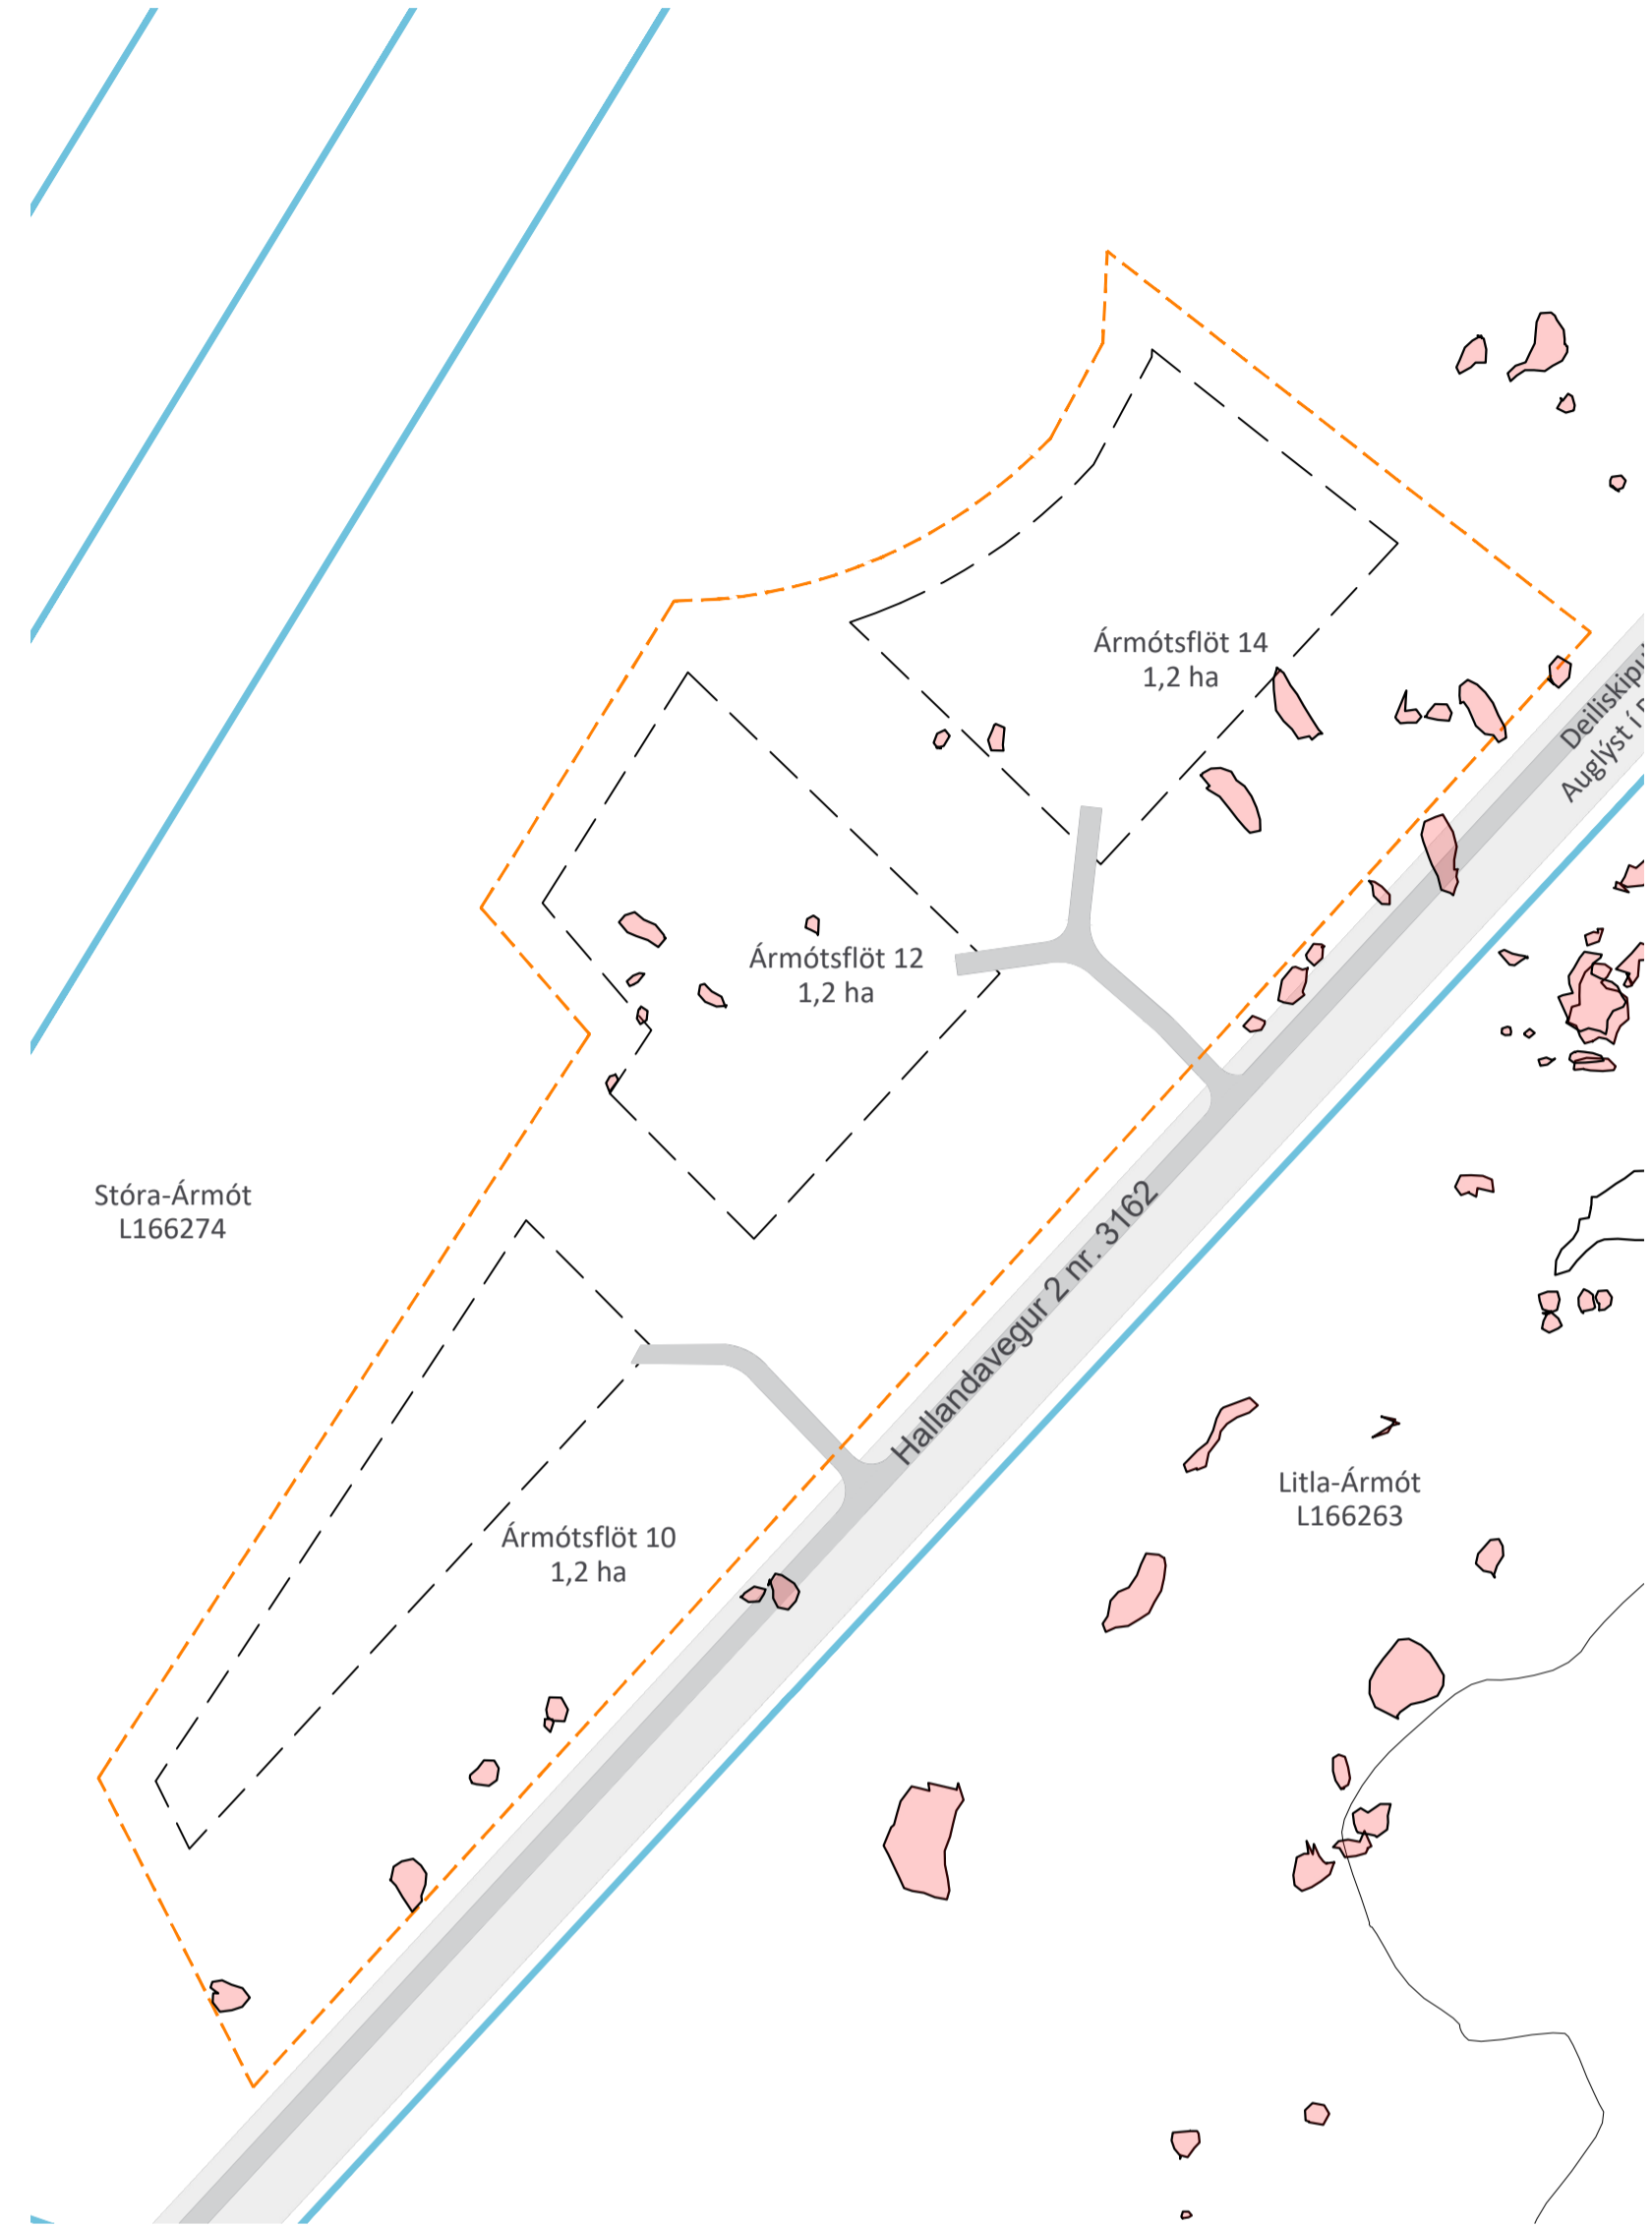 Ármótsflöt 14
1,2 ha
Auglýst í
Ármótsflöt 12
1,2 ha
Stóra-Ármót
L166274
Hallandavegur 2 nr. 3162
Litla-Ármót
L166263
Ármótsflöt 10
1,2 ha